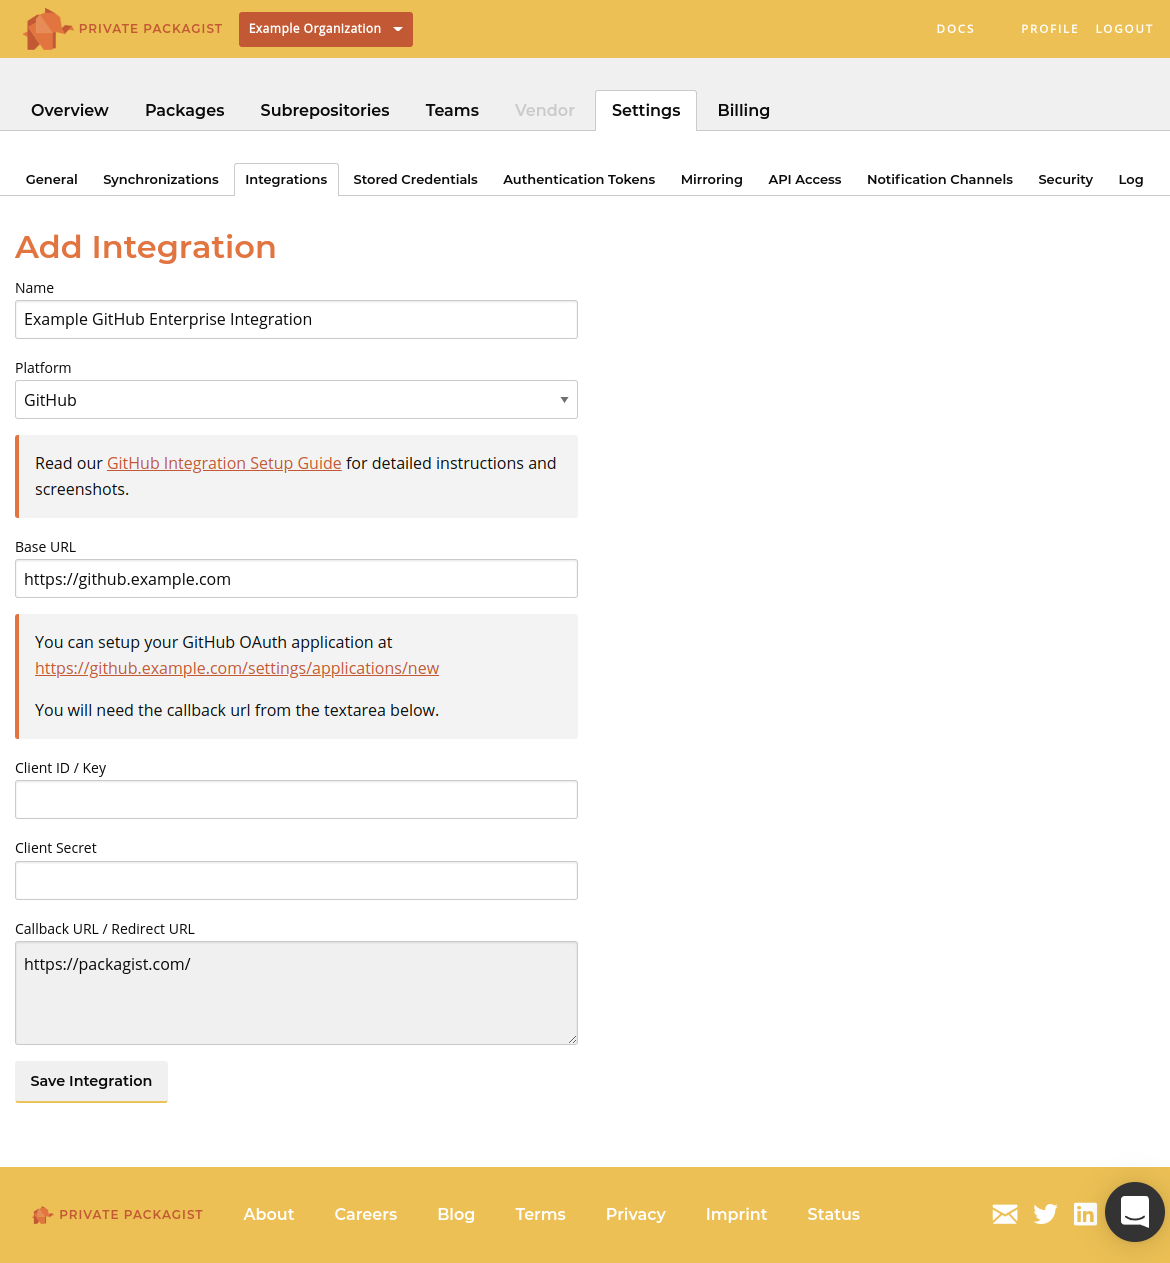 PRIVATE PACKAGIST
Example Organization
DOCS PROFILE LOGOUT
Overview Packages Subrepositories Teams Vendor Settings Billing
General Synchronizations Integrations Stored Credentials Authentication Tokens Mirroring API Access Notification Channels Security Log
Add Integration
Name
Example GitHub Enterprise Integration
Platform
GitHub
Read our GitHub Integration Setup Guide for detailed instructions and
screenshots.
Base URL
https://github.example.com
You can setup your GitHub OAuth application at
https://github.example.com/settings/applications/new
You will need the callback url from the textarea below.
Client ID / Key
Client Secret
Callback URL / Redirect URL
https://packagist.com/
Save Integration
PRIVATE PACKAGIST About Careers Blog Terms Privacy Imprint Status